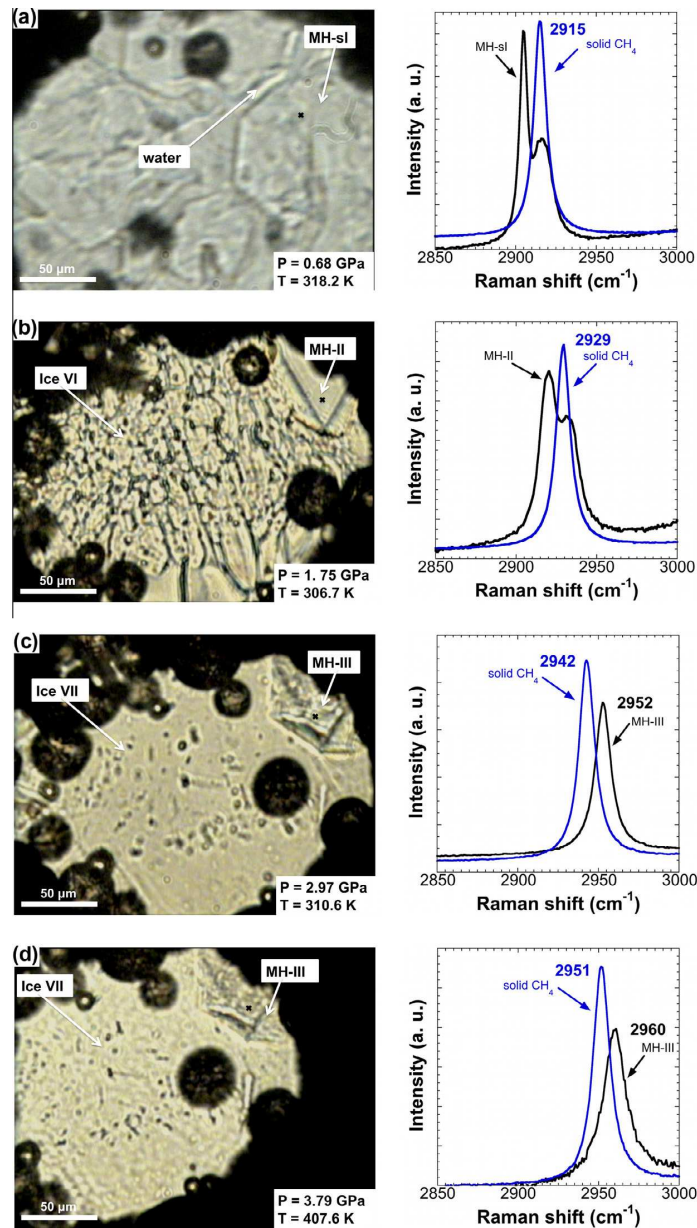 (a)
MH-sI
water
50 µm
P = 0.68 GPa
T = 318.2 K
MH-sI
2915
solid CH4
Intensity (a. u.)
2850 2900 2950 3000
Raman shift (cm-1)
(b)
Ice VI
MH-II
50 µm
P = 1. 75 GPa
T = 306.7 K
2929
MH-II
solid CH4
Intensity (a. u.)
2850 2900 2950 3000
Raman shift (cm-1)
(c)
MH-III
Ice VII
50 µm
P = 2.97 GPa
T = 310.6 K
2942
solid CH4
2952
MH-III
Intensity (a. u.)
2850 2900 2950 3000
Raman shift (cm-1)
(d)
Ice VII
MH-III
50 µm
P = 3.79 GPa
T = 407.6 K
2951
solid CH4
2960
MH-III
Intensity (a. u.)
2850 2900 2950 3000
Raman shift (cm-1)